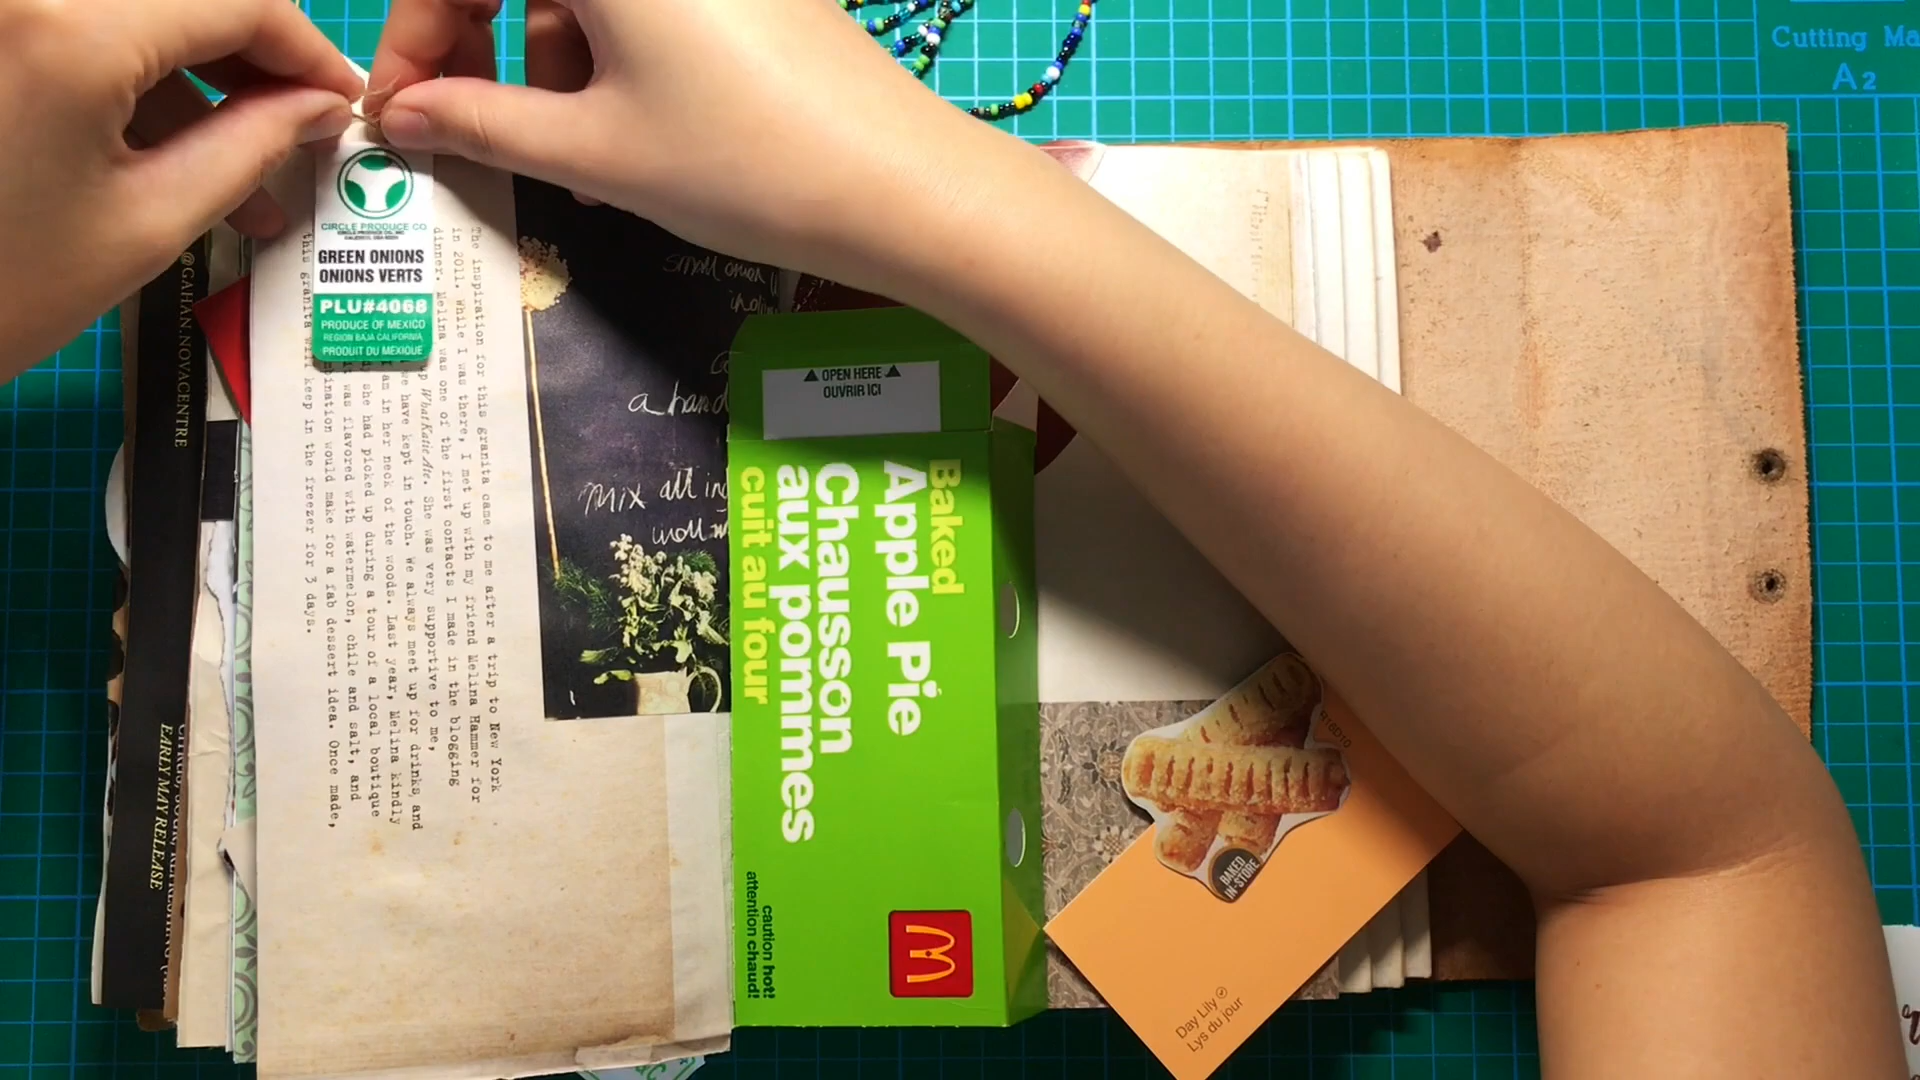 Cutting Ma
A2
CIRCLE PRODUCE CO
GREEN ONIONS
ONIONS VERTS
PLU#4068
PRODUCE OF MEXICO
REGION BAJA CALIFORNIA
PRODUIT DU MEXIQUE
@GAHAN.NOVACENTRE
EARLY MAY RELEASE
The inspiration for this granita came to me after a trip to New York
in 2011. While I was there, I met up with my friend Melina Hammer for
dinner. Melina was one of the first contacts I made in the blogging
What Katie Ate. She was very supportive to me,
have kept in touch. We always meet up for drinks and
am in her neck of the woods. Last year, Melina kindly
she had picked up during a tour of a local boutique
was flavored with watermelon, chile and salt, and
bination would make for a fab dessert idea. Once made,
this granita will keep in the freezer for 3 days.
small onion
a hand
mix all in
OPEN HERE
OUVRIR ICI
Baked
Apple Pie
Chausson
aux pommes
cuit au four
caution hot!
attention chaud!
BAKED
IN-STORE
R16D10
Day Lily
Lys du jour